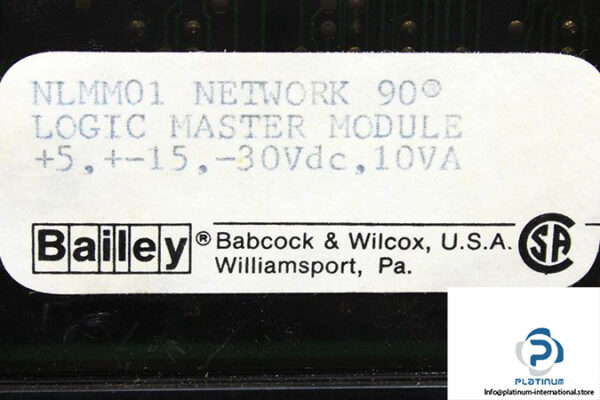 NLMM01 NETWORK 90®
LOGIC MASTER MODULE
+5,+-15,-30Vdc,10VA
Bailey® Babcock & Wilcox, U.S.A.
Williamsport, Pa.
SA
PLATINUM
Info@platinum-international.store